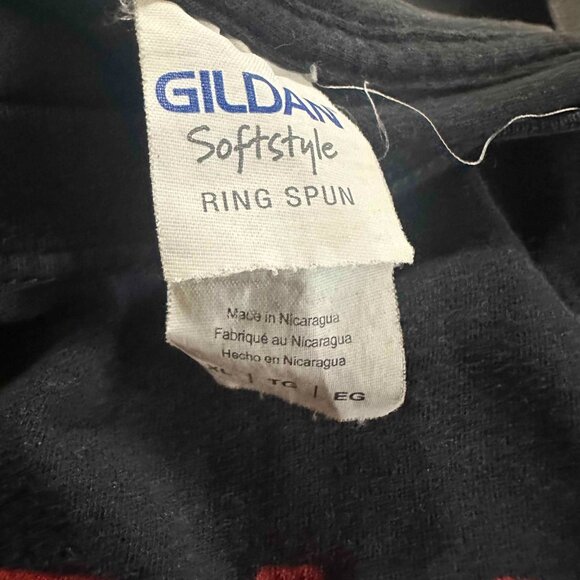 GILDAN
Softstyle
RING SPUN
Made in Nicaragua
Fabriqué au Nicaragua
Hecho en Nicaragua
XL | TG | EG